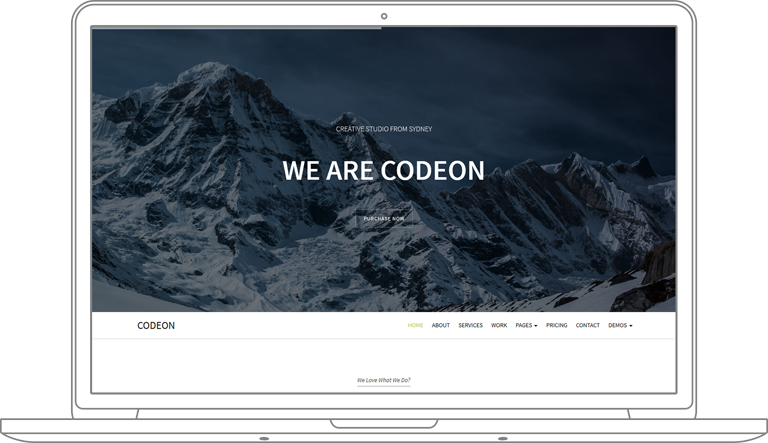 CREATIVE STUDIO FROM SYDNEY
WE ARE CODEON
PURCHASE NOW
CODEON HOME ABOUT SERVICES WORK PAGES PRICING CONTACT DEMOS
We Love What We Do?